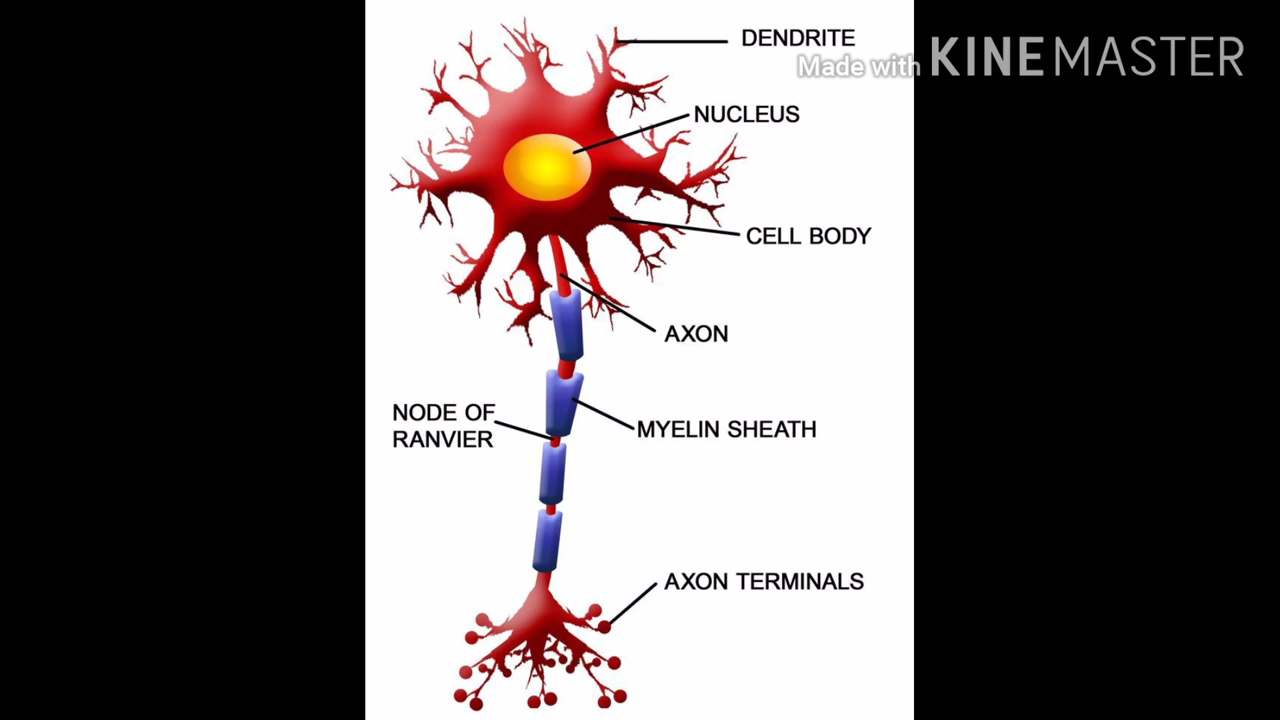 DENDRITE
Made with KINEMASTER
NUCLEUS
CELL BODY
AXON
NODE OF
RANVIER
MYELIN SHEATH
AXON TERMINALS